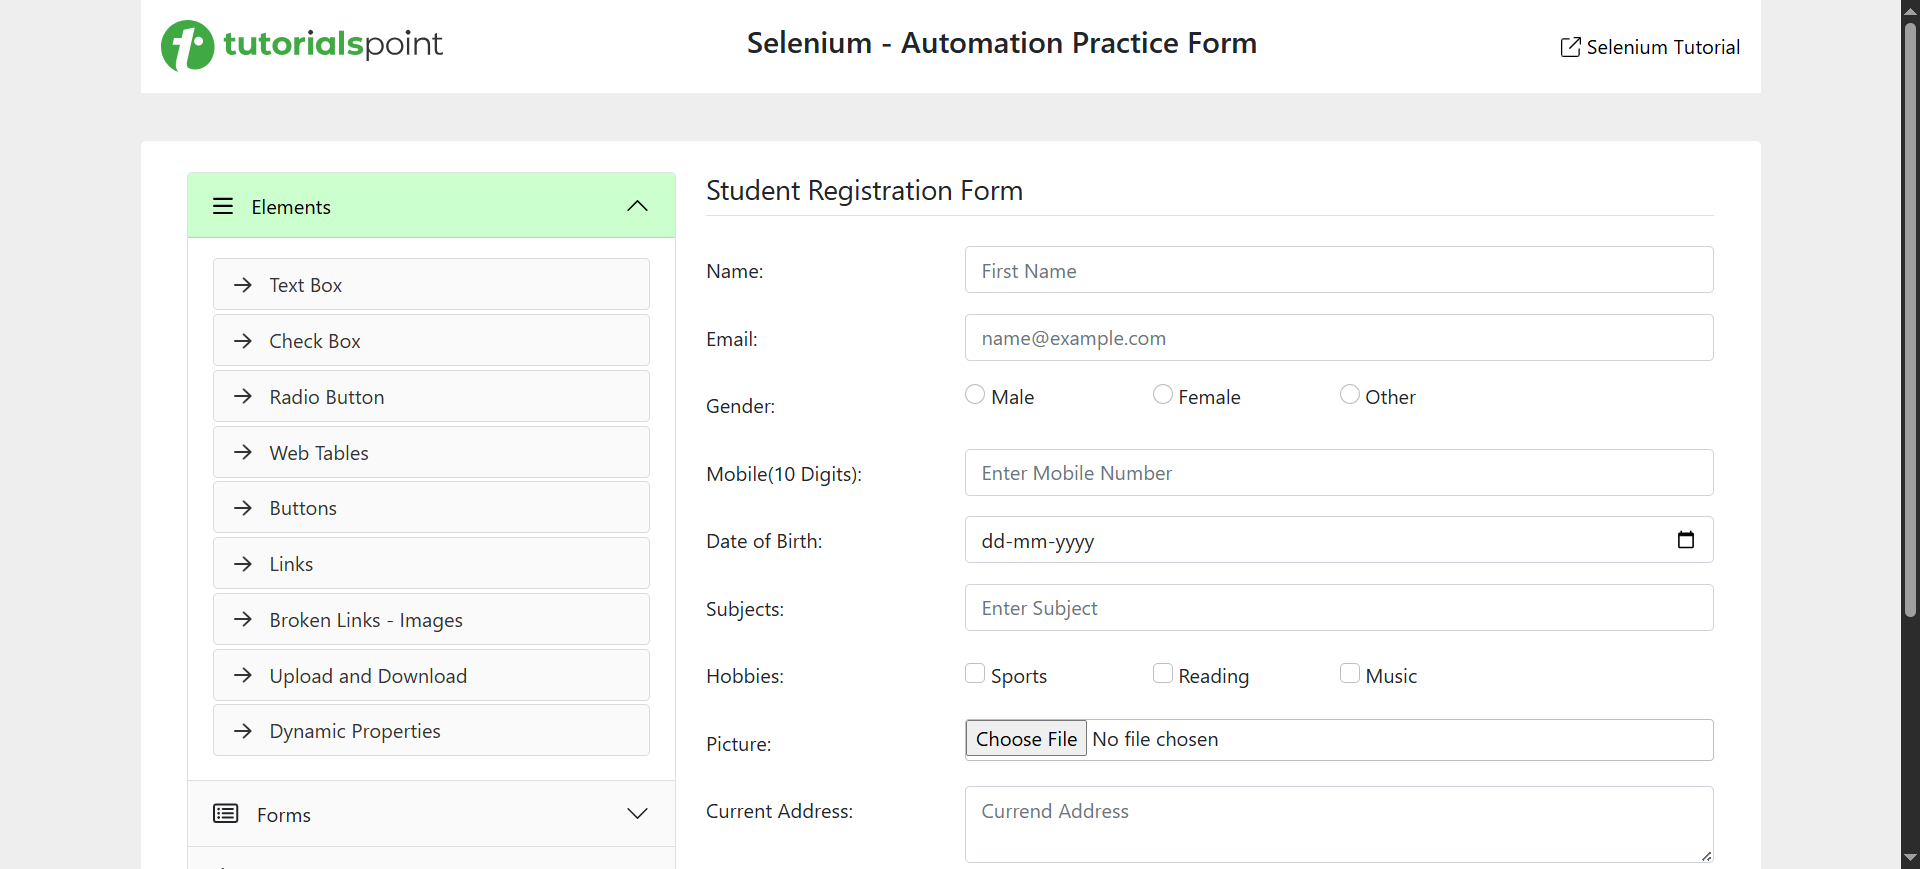 tutorialspoint
Selenium - Automation Practice Form
Selenium Tutorial
Elements
Text Box
Check Box
Radio Button
Web Tables
Buttons
Links
Broken Links - Images
Upload and Download
Dynamic Properties
Forms
Student Registration Form
Name:
First Name
Email:
name@example.com
Gender:
Male Female Other
Mobile(10 Digits):
Enter Mobile Number
Date of Birth:
dd-mm-yyyy
Subjects:
Enter Subject
Hobbies:
Sports Reading Music
Picture:
Choose File No file chosen
Current Address:
Currend Address